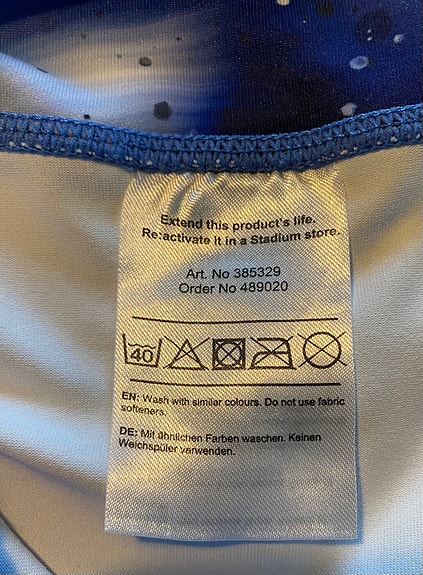 Extend this product's life.
Re:activate it in a Stadium store.
Art. No 385329
Order No 489020
40
EN: Wash with similar colours. Do not use fabric
softeners.
DE: Mit ähnlichen Farben waschen. Keinen
Weichspüler verwenden.